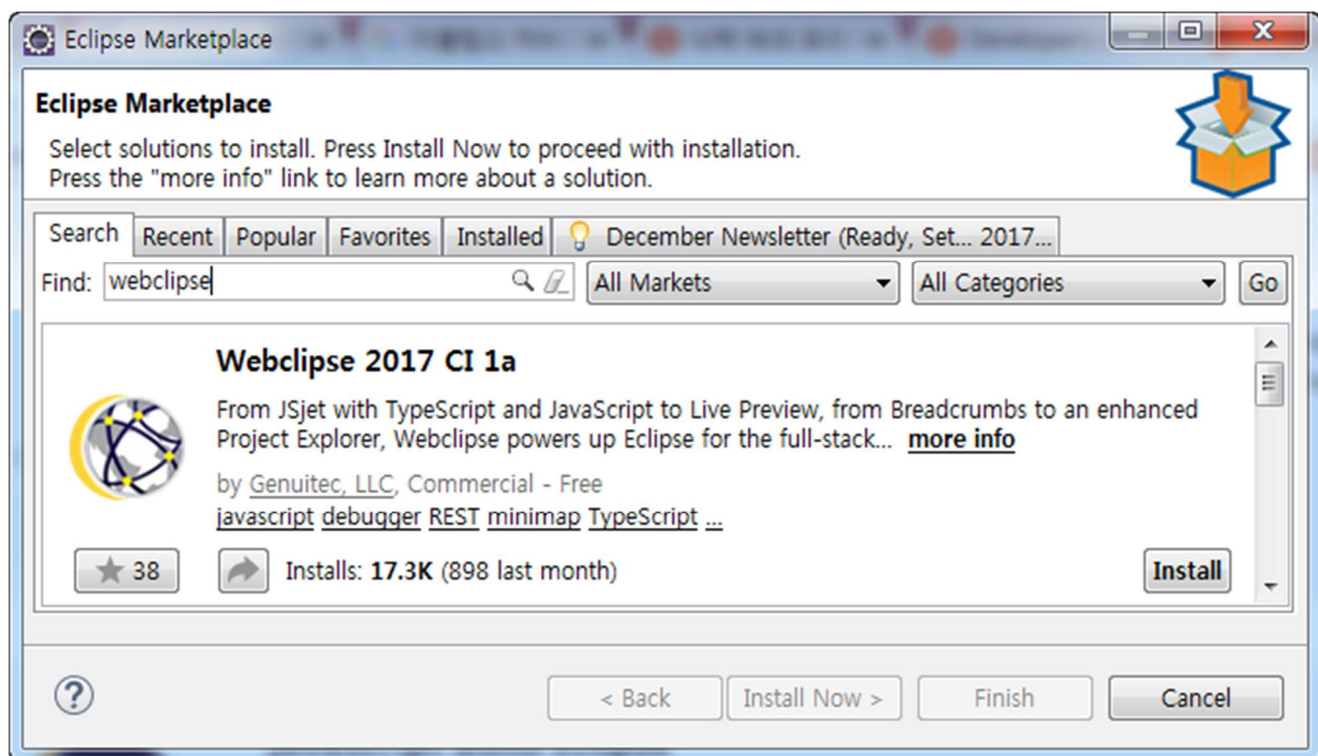 Eclipse Marketplace
Eclipse Marketplace
Select solutions to install. Press Install Now to proceed with installation.
Press the "more info" link to learn more about a solution.
Search Recent Popular Favorites Installed December Newsletter (Ready, Set... 2017...
Find: webclipse All Markets All Categories Go
Webclipse 2017 CI 1a
From JSjet with TypeScript and JavaScript to Live Preview, from Breadcrumbs to an enhanced
Project Explorer, Webclipse powers up Eclipse for the full-stack... more info
by Genuitec, LLC, Commercial - Free
javascript debugger REST minimap TypeScript ...
38 Installs: 17.3K (898 last month) Install
? < Back Install Now > Finish Cancel